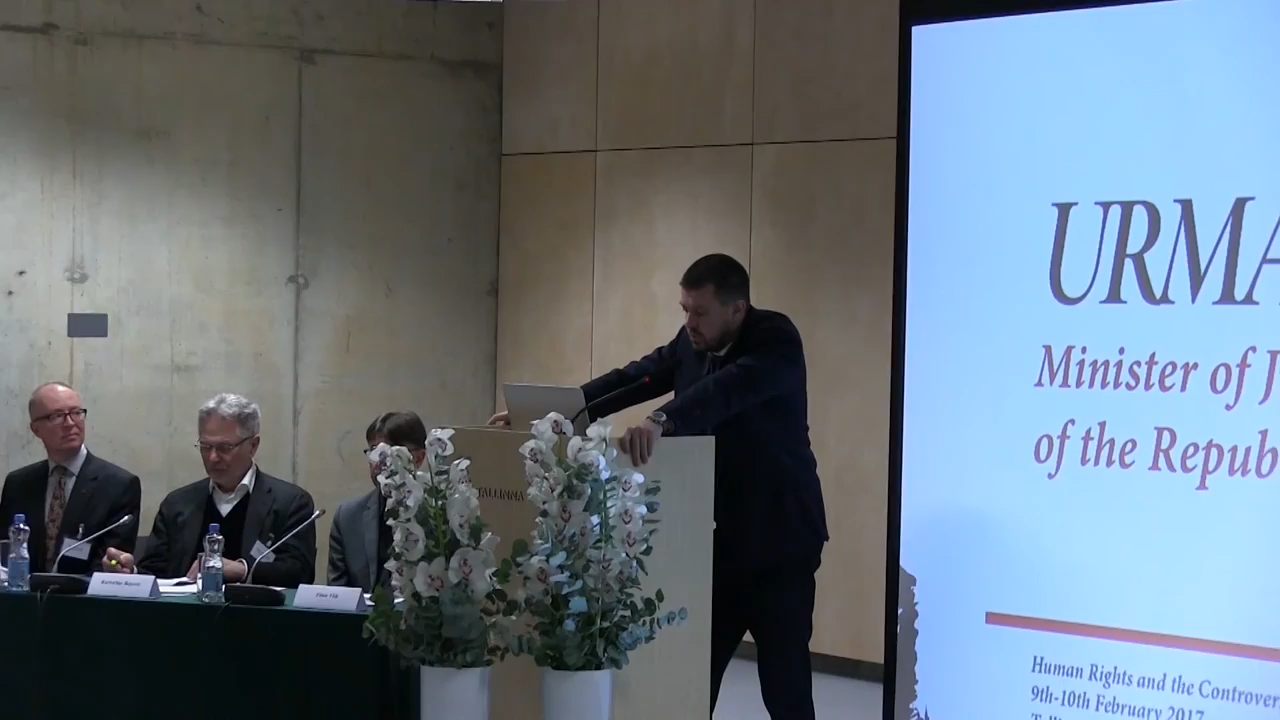 TALLINNA
URMA
Minister of J
of the Repub
Human Rights and the Controver
9th-10th February 2017